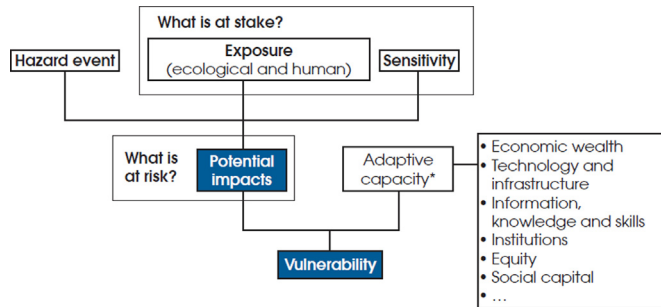 What is at stake?
Hazard event
Exposure
(ecological and human)
Sensitivity
What is
at risk?
Potential
impacts
Adaptive
capacity*
• Economic wealth
• Technology and
infrastructure
• Information,
knowledge and skills
• Institutions
• Equity
• Social capital
• ...
Vulnerability